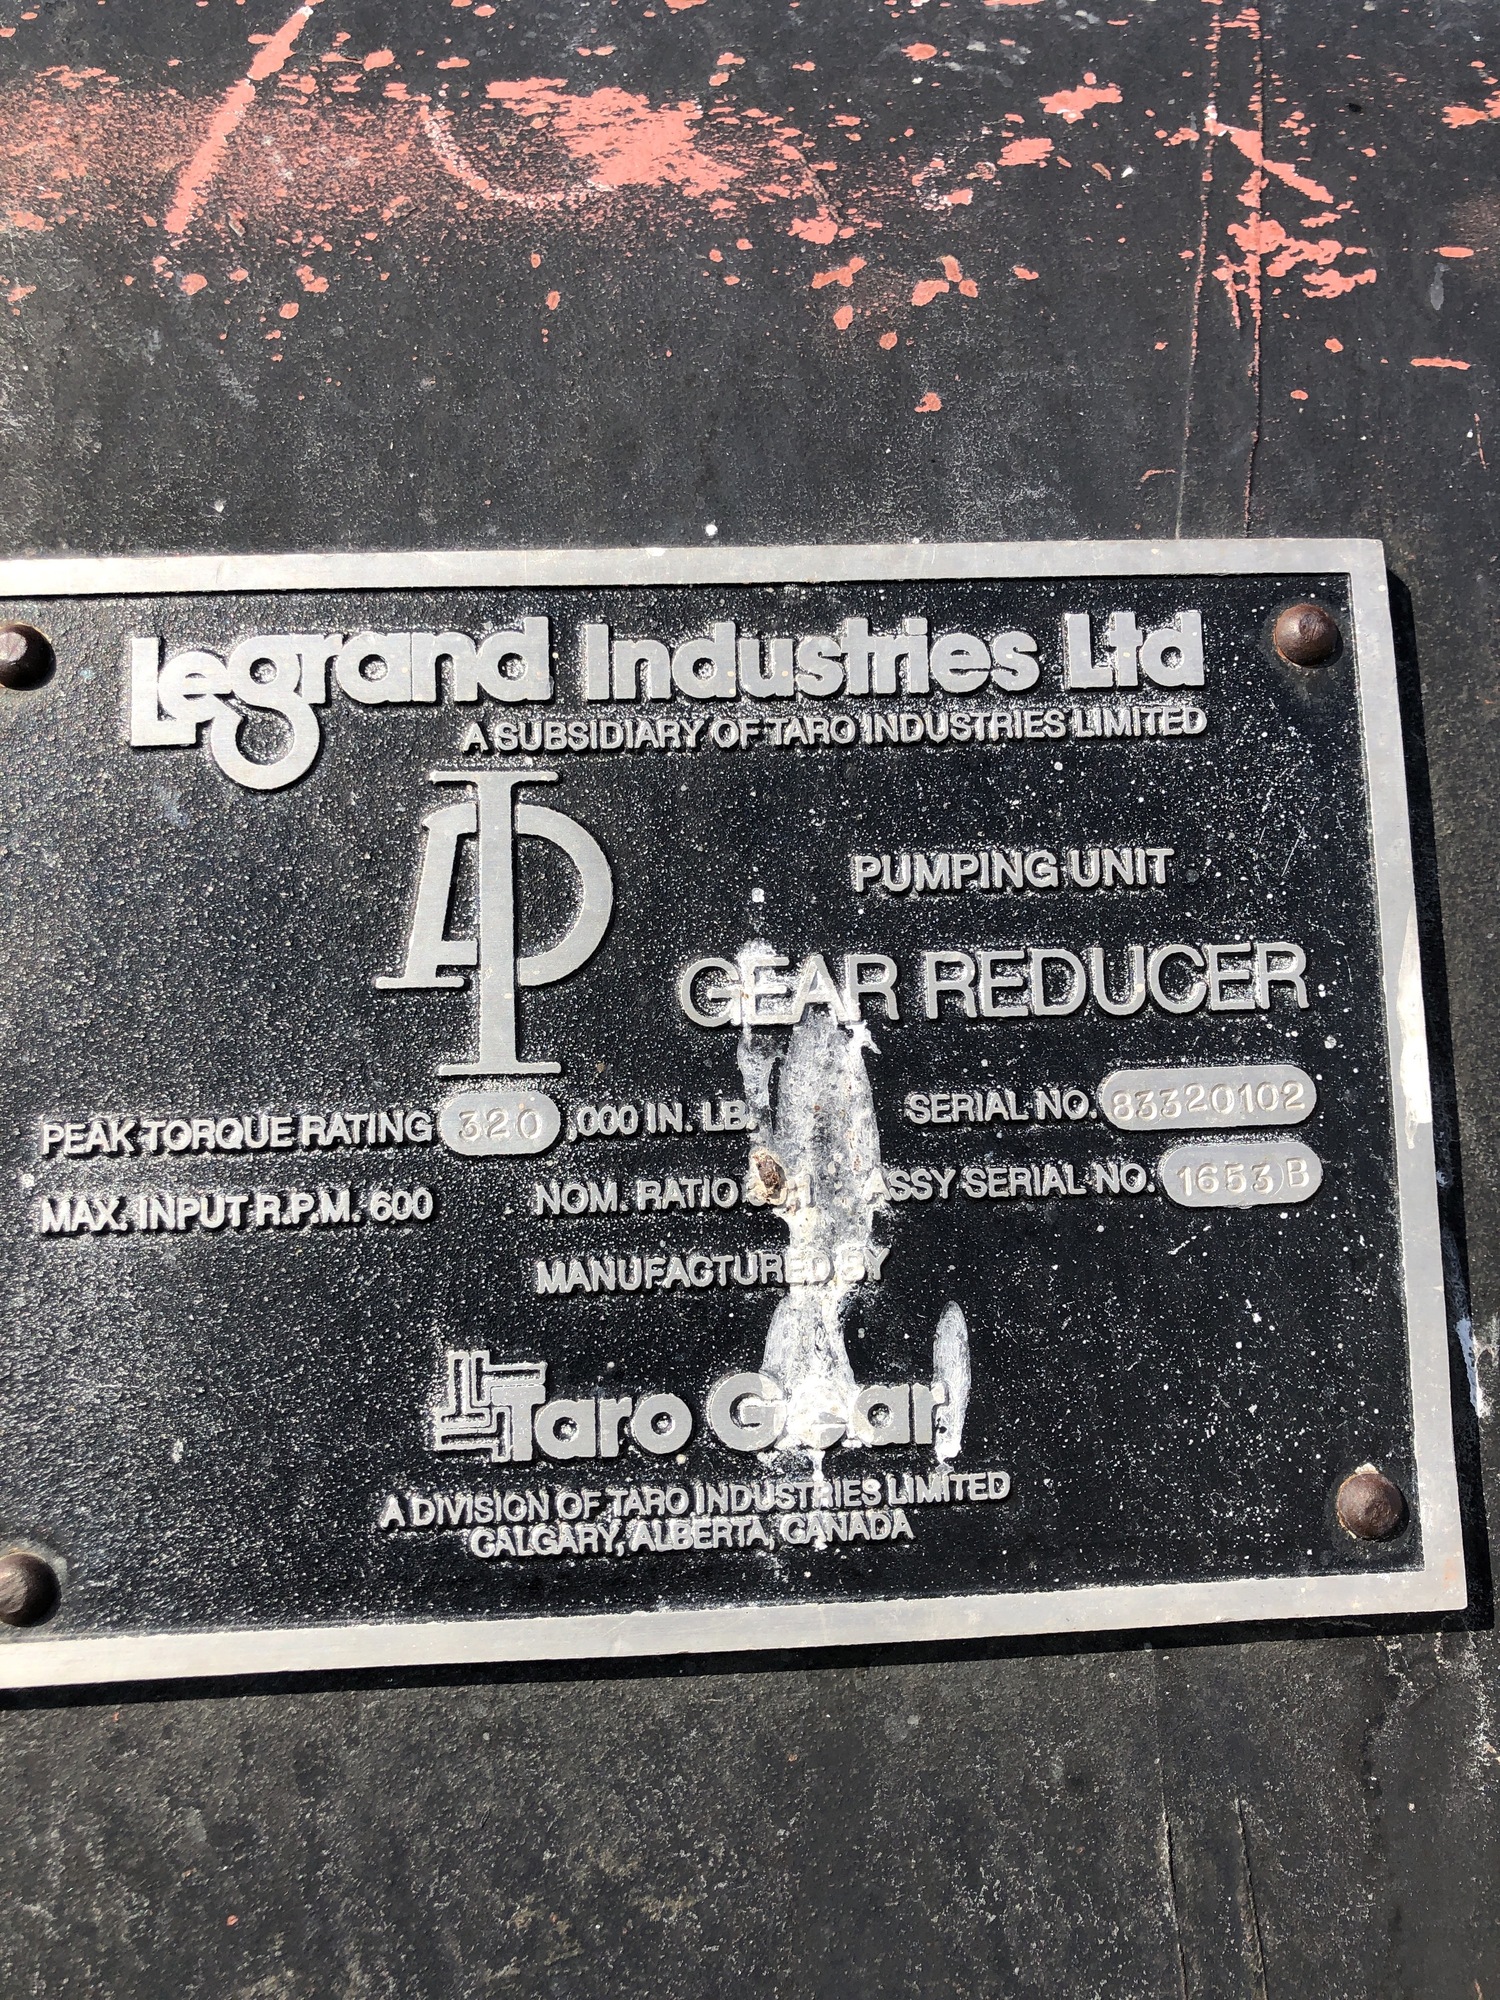 Legrand Industries Ltd
A SUBSIDIARY OF TARO INDUSTRIES LIMITED
API
PUMPING UNIT
GEAR REDUCER
PEAK TORQUE RATING 320 ,000 IN. LB. SERIAL NO. 83320102
MAX. INPUT R.P.M. 600 NOM. RATIO ASSY SERIAL NO. 1653B
MANUFACTURED BY
Taro Gear
A DIVISION OF TARO INDUSTRIES LIMITED
CALGARY, ALBERTA, CANADA